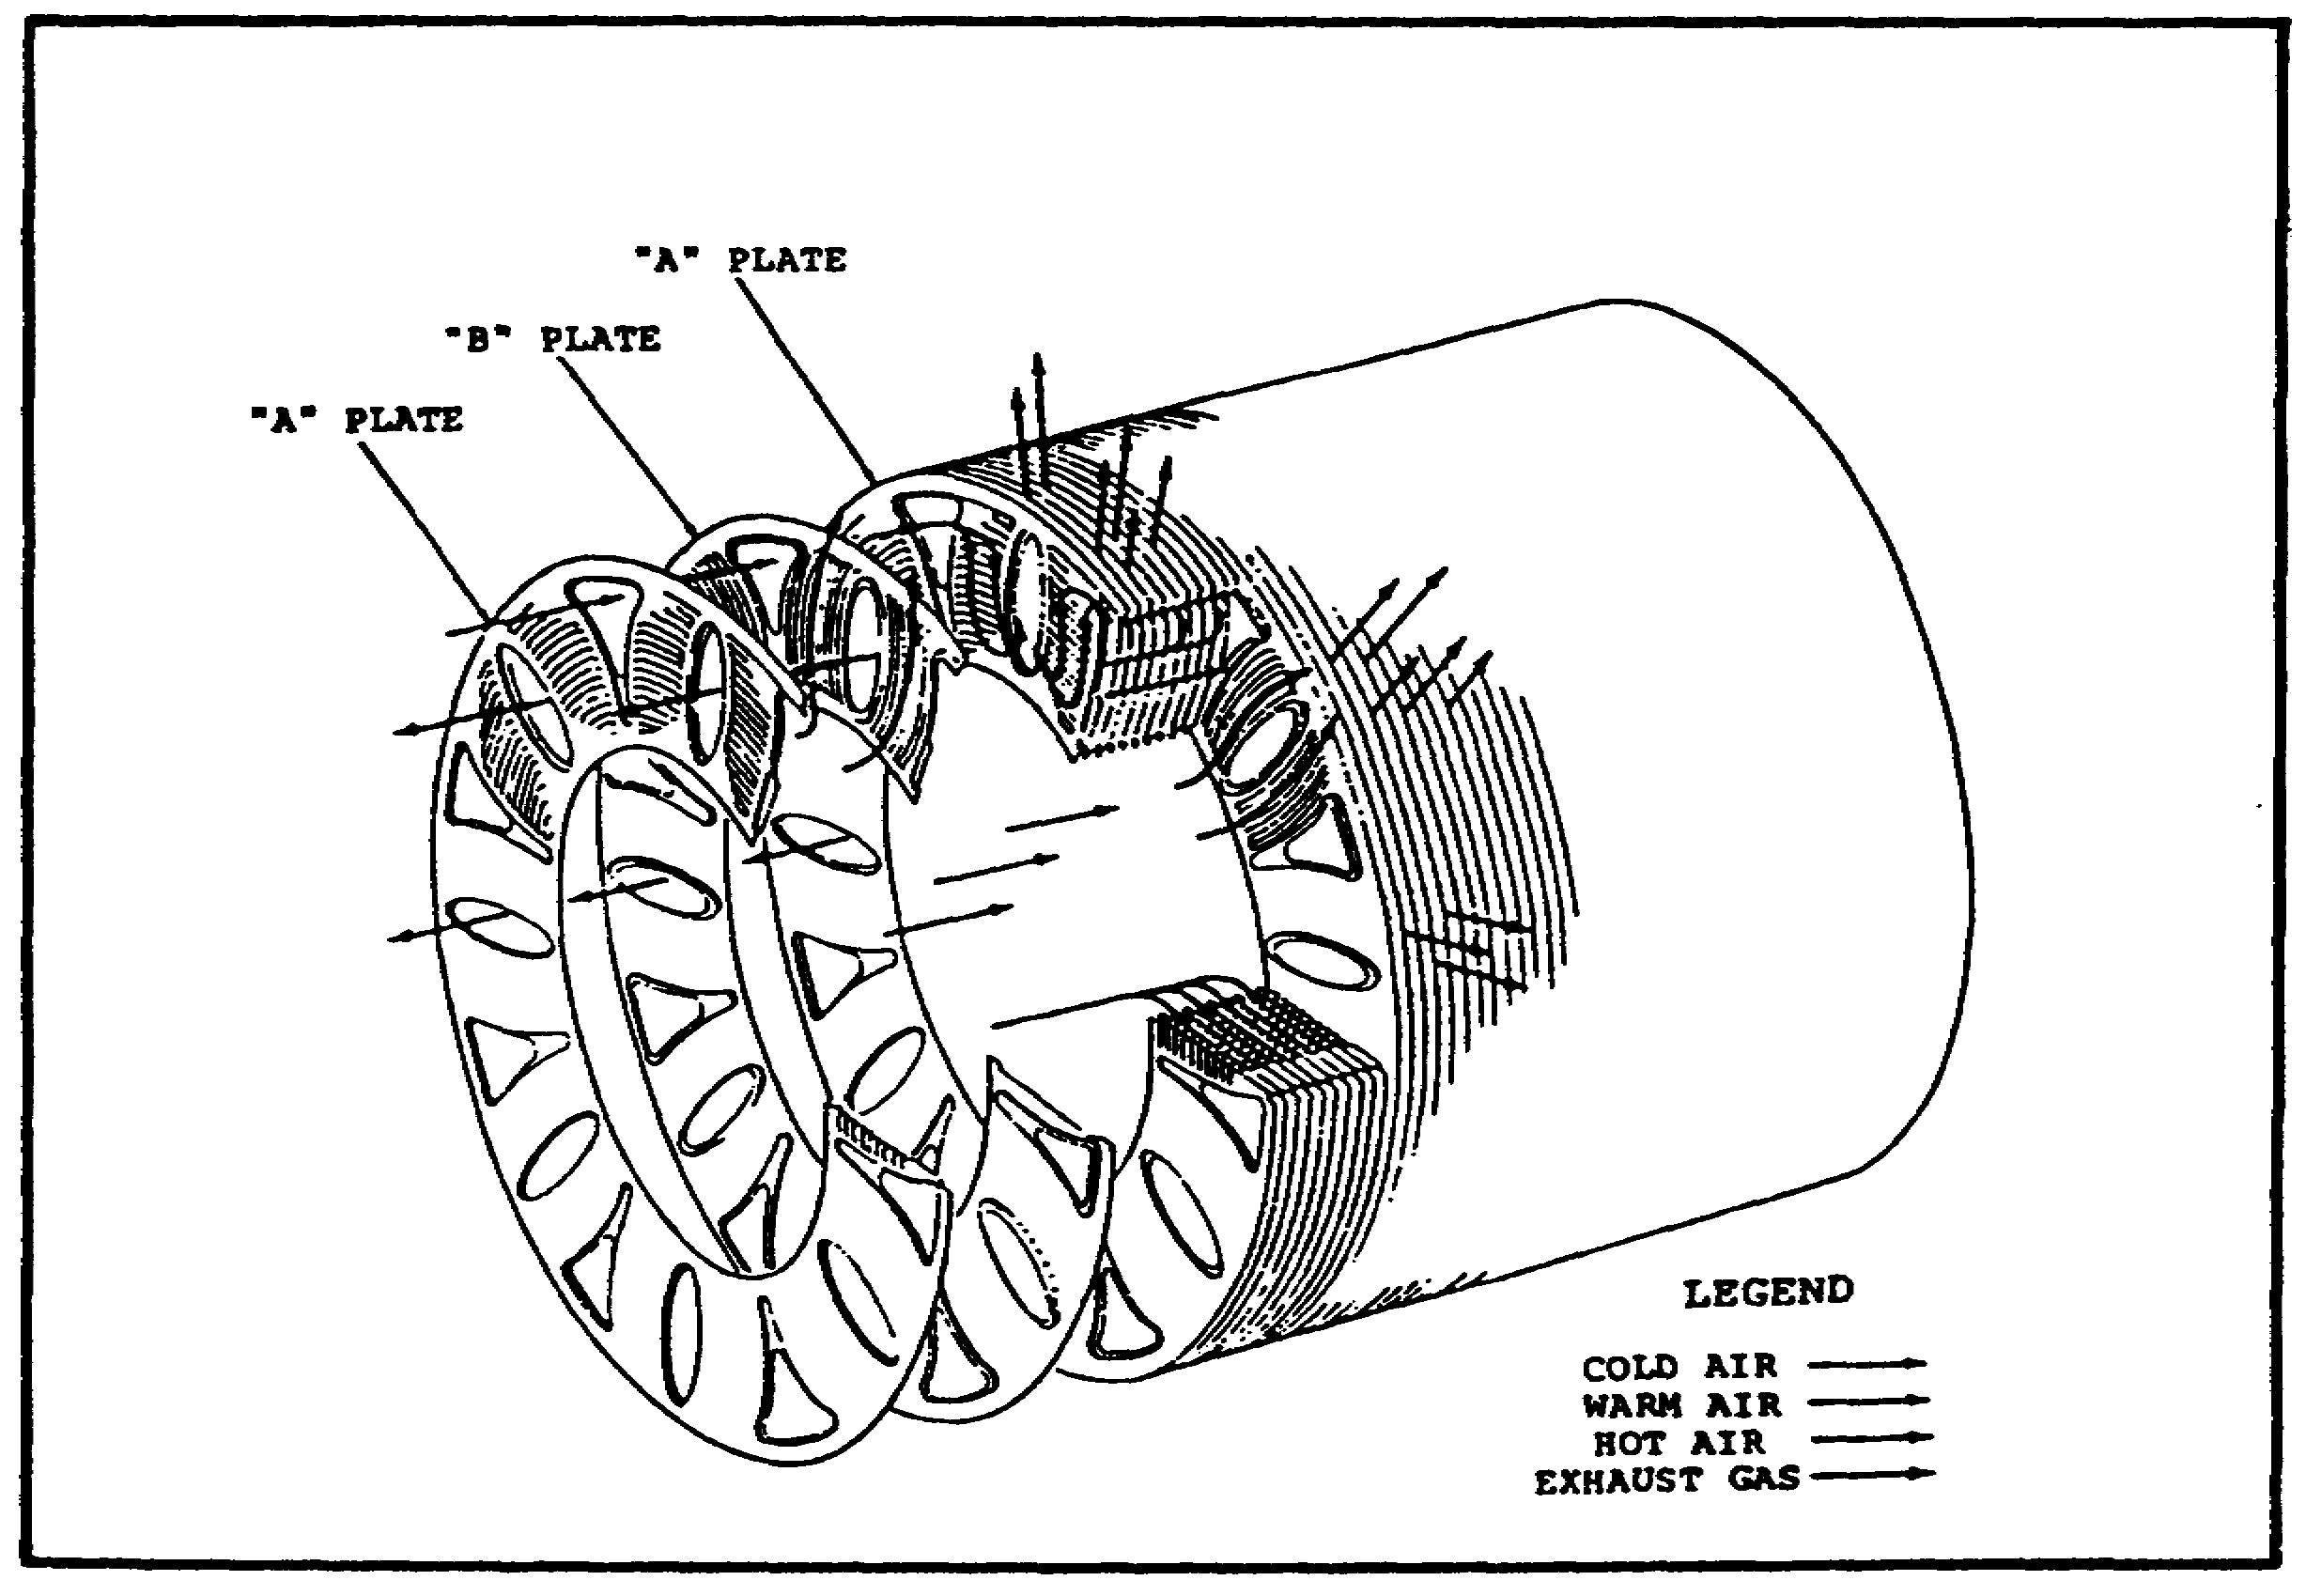 "A" PLATE
"B" PLATE
"A" PLATE
LEGEND
COLD AIR
WARM AIR
HOT AIR
EXHAUST GAS